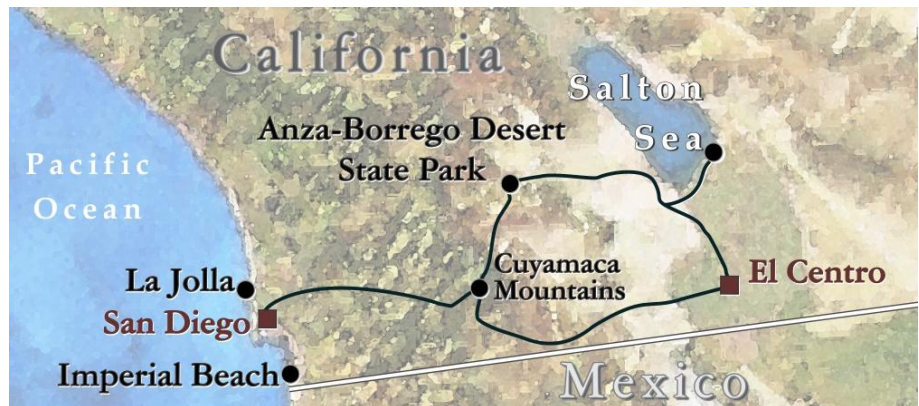 California
Salton
Sea
Anza-Borrego Desert
State Park
Pacific
Ocean
La Jolla
San Diego
Cuyamaca
Mountains
El Centro
Imperial Beach
Mexico